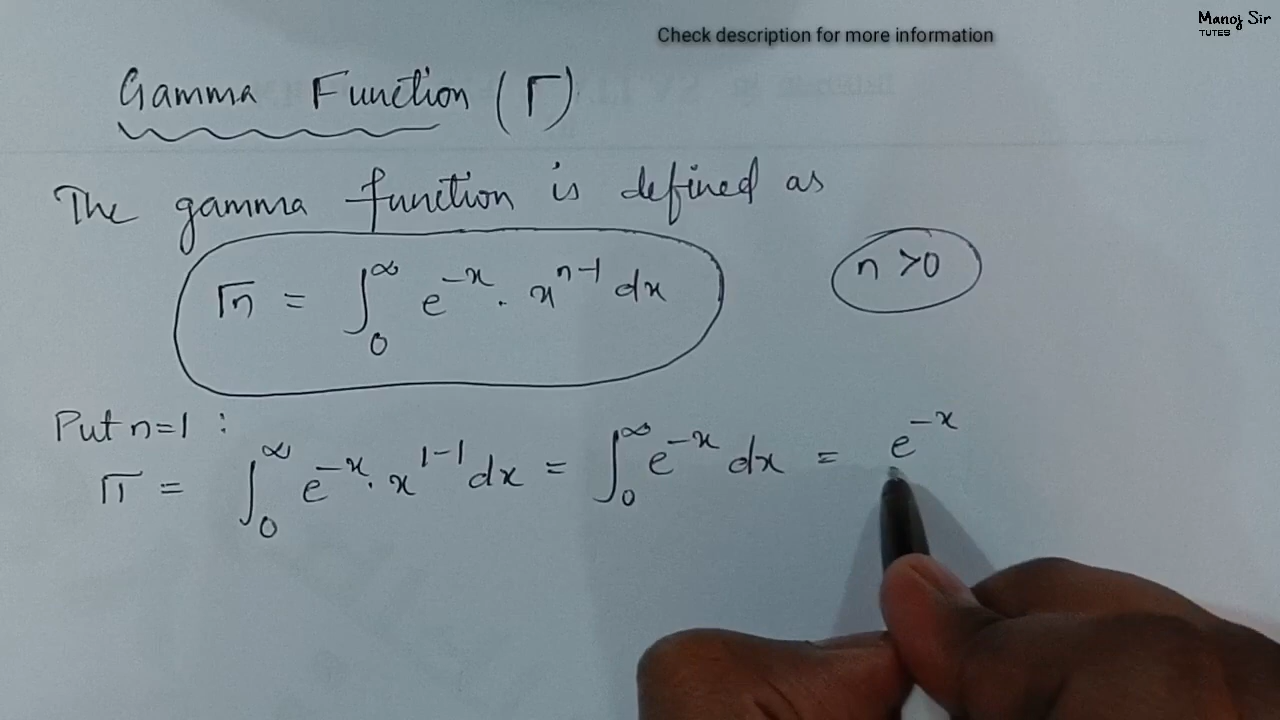 Manoj Sir
TUTES
Check description for more information
Gamma Function (Γ)
The gamma function is defined as
Γn = ∫₀^∞ e^{-x} . x^{n-1} dx    n >0
Put n=1 :
Γ1 = ∫₀^∞ e^{-x} . x^{1-1} dx = ∫₀^∞ e^{-x} dx = e^{-x}